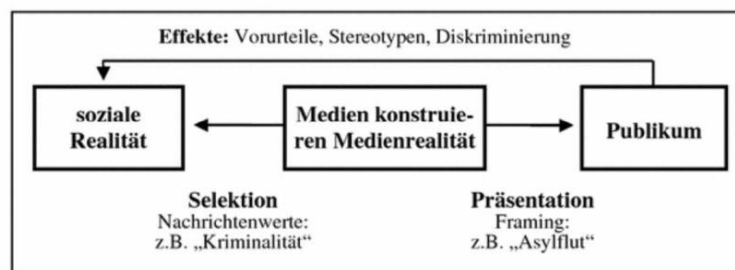 Effekte: Vorurteile, Stereotypen, Diskriminierung
soziale
Realität
Medien konstruie-
ren Medienrealität
Publikum
Selektion
Nachrichtenwerte:
z.B. „Kriminalität“
Präsentation
Framing:
z.B. „Asylflut“